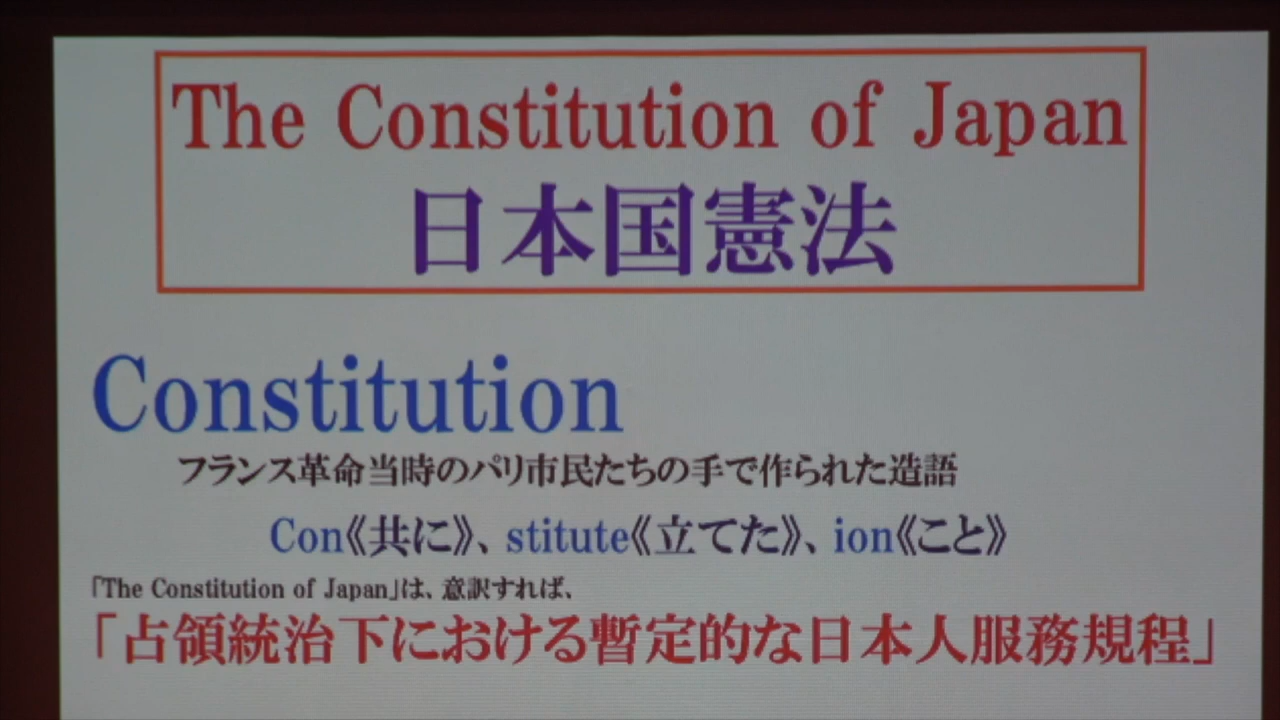 The Constitution of Japan
日本国憲法
Constitution
フランス革命当時のパリ市民たちの手で作られた造語
Con《共に》、stitute《立てた》、ion《こと》
「The Constitution of Japan」は、意訳すれば、
「占領統治下における暫定的な日本人服務規程」